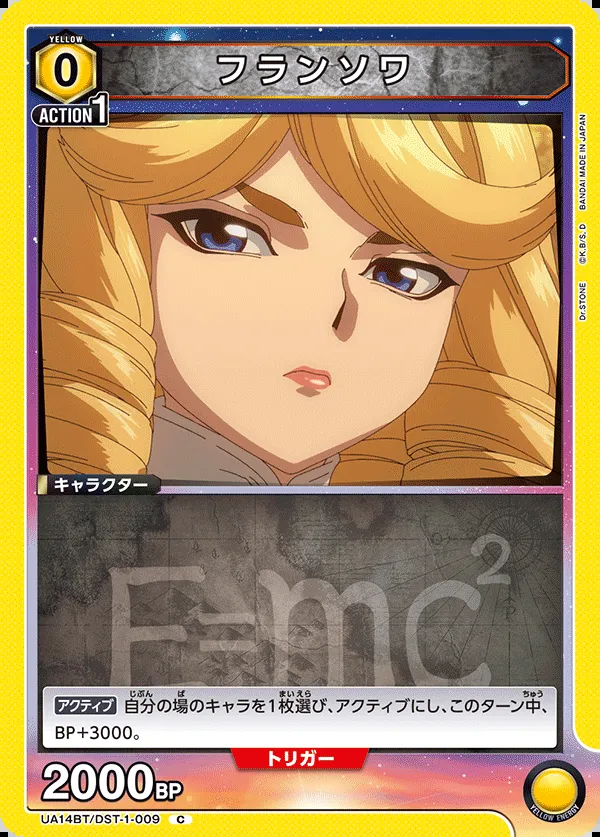 YELLOW
0
ACTION 1
フランソワ
Dr.STONE ©K,B/S, D BANDAI MADE IN JAPAN
キャラクター
E=mc²
アクティブ 自分の場のキャラを1枚選び、アクティブにし、このターン中、
BP+3000。
トリガー
2000BP
YELLOW ENERGY
UA14BT/DST-1-009 C